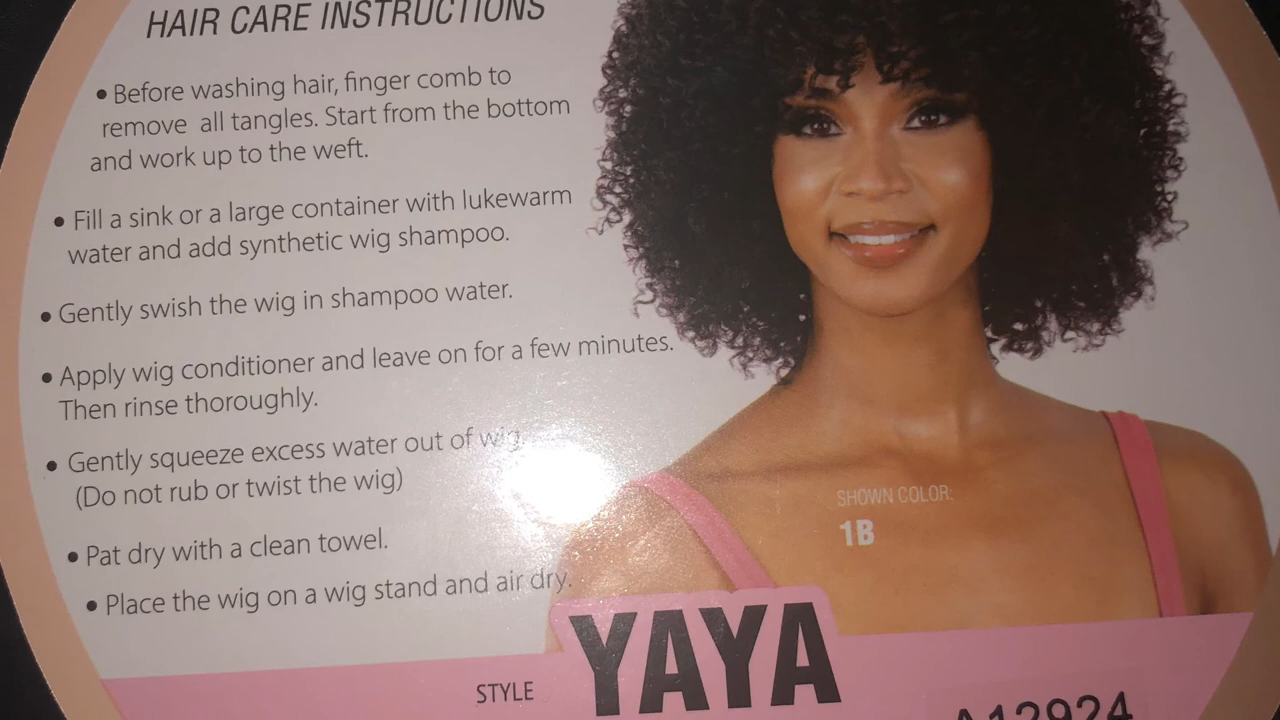 HAIR CARE INSTRUCTIONS
• Before washing hair, finger comb to
remove all tangles. Start from the bottom
and work up to the weft.
• Fill a sink or a large container with lukewarm
water and add synthetic wig shampoo.
• Gently swish the wig in shampoo water.
• Apply wig conditioner and leave on for a few minutes.
Then rinse thoroughly.
• Gently squeeze excess water out of wig.
(Do not rub or twist the wig)
• Pat dry with a clean towel.
• Place the wig on a wig stand and air dry.
SHOWN COLOR:
1B
STYLE YAYA
A12924